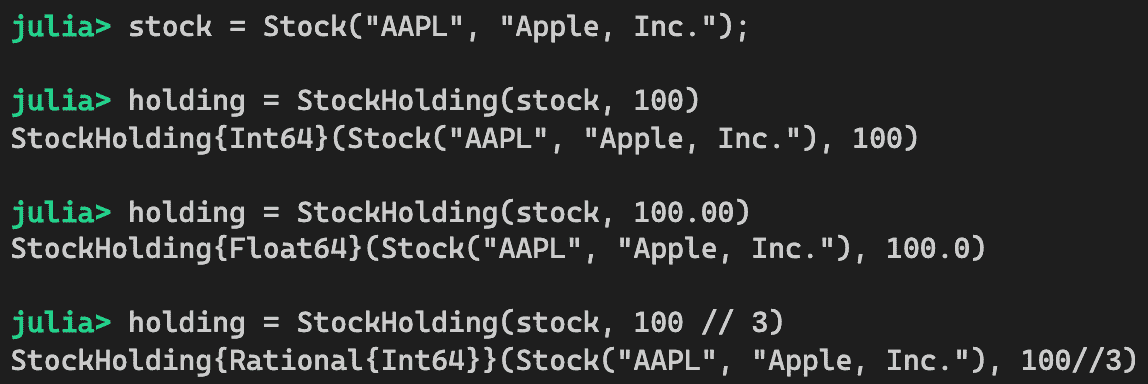 julia> stock = Stock("AAPL", "Apple, Inc.");
julia> holding = StockHolding(stock, 100)
StockHolding{Int64}(Stock("AAPL", "Apple, Inc."), 100)
julia> holding = StockHolding(stock, 100.00)
StockHolding{Float64}(Stock("AAPL", "Apple, Inc."), 100.0)
julia> holding = StockHolding(stock, 100 // 3)
StockHolding{Rational{Int64}}(Stock("AAPL", "Apple, Inc."), 100//3)